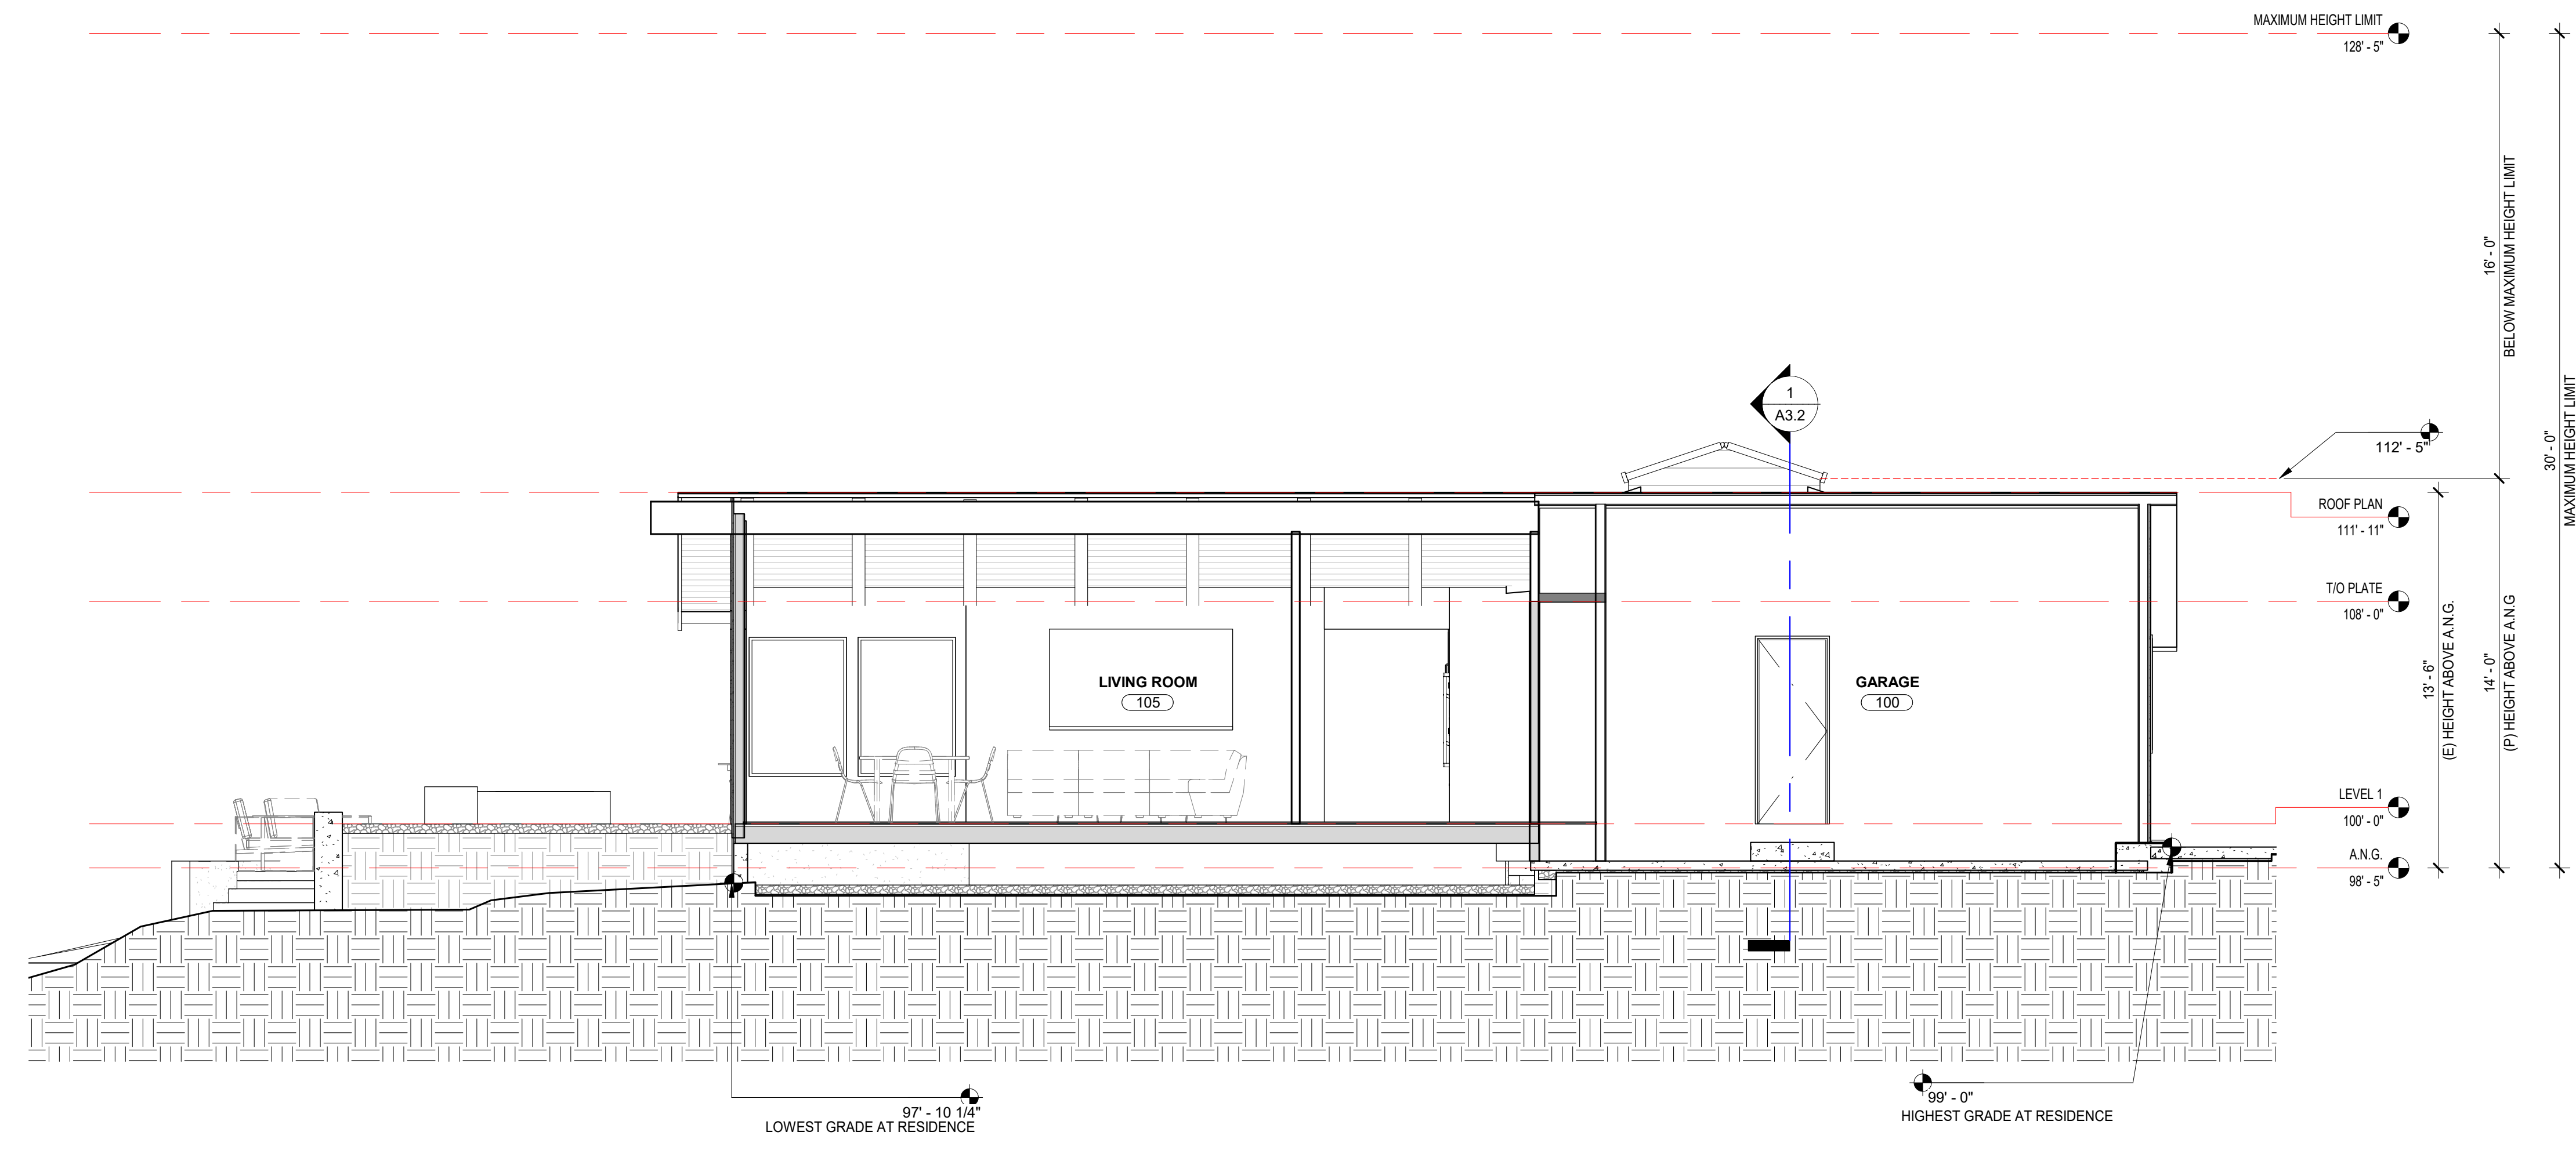 MAXIMUM HEIGHT LIMIT
128' - 5"
16' - 0"
BELOW MAXIMUM HEIGHT LIMIT
30' - 0"
MAXIMUM HEIGHT LIMIT
1
A3.2
112' - 5"
ROOF PLAN
111' - 11"
T/O PLATE
108' - 0"
13' - 6"
(E) HEIGHT ABOVE A.N.G.
14' - 0"
(P) HEIGHT ABOVE A.N.G
LIVING ROOM
105
GARAGE
100
LEVEL 1
100' - 0"
A.N.G.
98' - 5"
97' - 10 1/4"
LOWEST GRADE AT RESIDENCE
99' - 0"
HIGHEST GRADE AT RESIDENCE